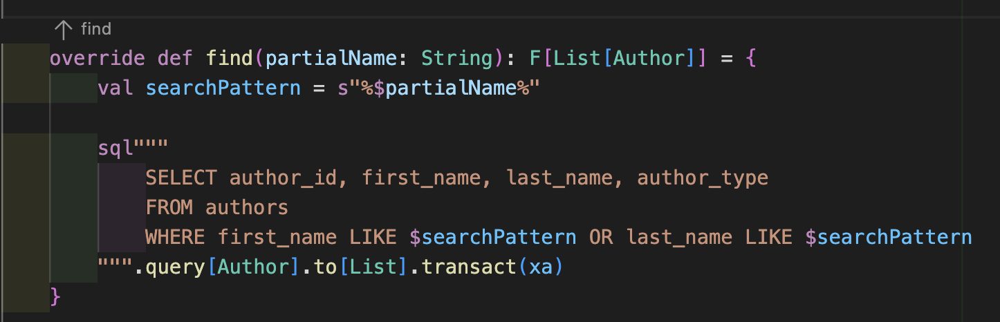 ↑ find
override def find(partialName: String): F[List[Author]] = {
val searchPattern = s"%$partialName%"
sql"""
SELECT author_id, first_name, last_name, author_type
FROM authors
WHERE first_name LIKE $searchPattern OR last_name LIKE $searchPattern
""".query[Author].to[List].transact(xa)
}